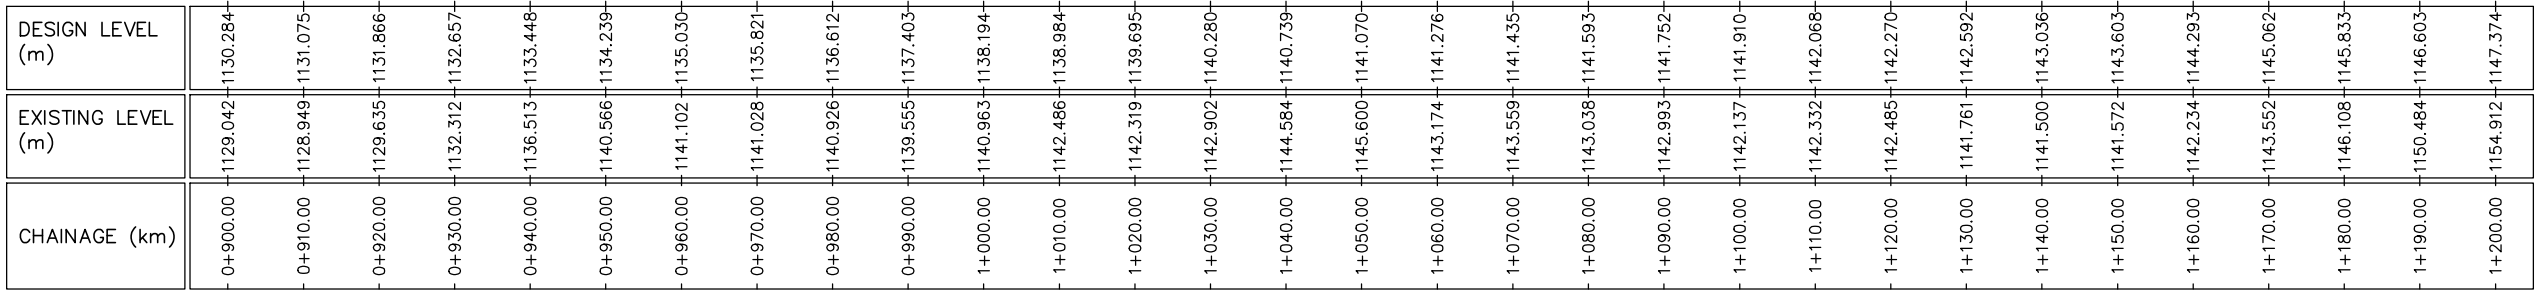 DESIGN LEVEL
(m)
1130.284 1131.075 1131.866 1132.657 1133.448 1134.239 1135.030 1135.821 1136.612 1137.403 1138.194 1138.984 1139.695 1140.280 1140.739 1141.070 1141.276 1141.435 1141.593 1141.752 1141.910 1142.068 1142.270 1142.592 1143.036 1143.603 1144.293 1145.062 1145.833 1146.603 1147.374
EXISTING LEVEL
(m)
1129.042 1128.949 1129.635 1132.312 1136.513 1140.566 1141.102 1141.028 1140.926 1139.555 1140.963 1142.486 1142.319 1142.902 1144.584 1145.600 1143.174 1143.559 1143.038 1142.993 1142.137 1142.332 1142.485 1141.761 1141.500 1141.572 1142.234 1143.552 1146.108 1150.484 1154.912
CHAINAGE (km)
0+900.00 0+910.00 0+920.00 0+930.00 0+940.00 0+950.00 0+960.00 0+970.00 0+980.00 0+990.00 1+000.00 1+010.00 1+020.00 1+030.00 1+040.00 1+050.00 1+060.00 1+070.00 1+080.00 1+090.00 1+100.00 1+110.00 1+120.00 1+130.00 1+140.00 1+150.00 1+160.00 1+170.00 1+180.00 1+190.00 1+200.00